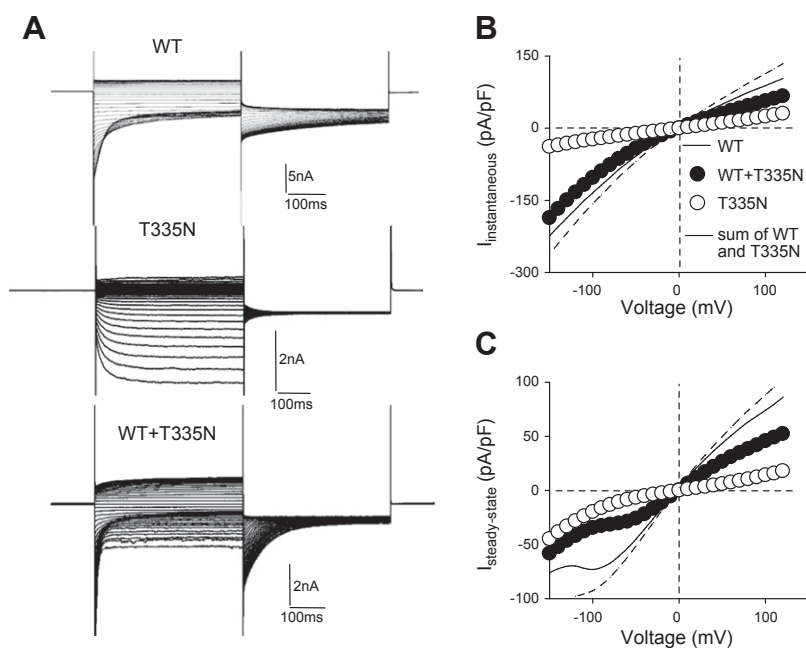 A
WT
5nA
100ms
T335N
2nA
100ms
WT+T335N
2nA
100ms
B
150
0
-150
-300
I instantaneous (pA/pF)
WT
WT+T335N
T335N
sum of WT
and T335N
-100
0
100
Voltage (mV)
C
100
50
0
-50
-100
I steady-state (pA/pF)
-100
0
100
Voltage (mV)